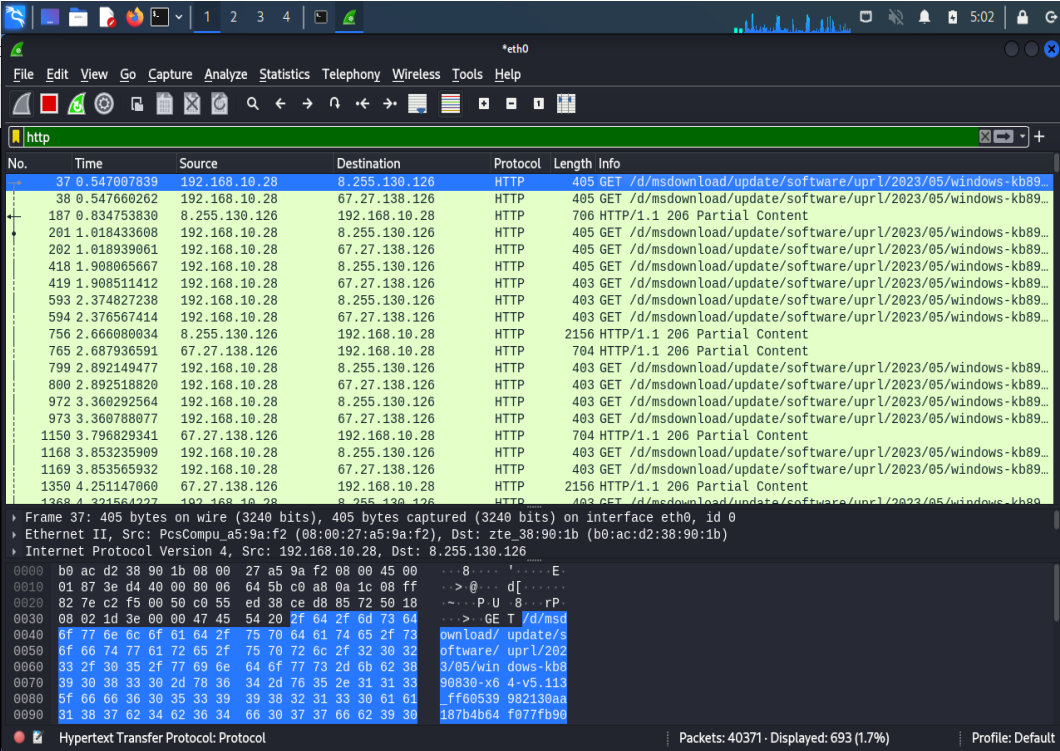 1 2 3 4 5:02
*eth0
File Edit View Go Capture Analyze Statistics Telephony Wireless Tools Help
http
No. Time Source Destination Protocol Length Info
37 0.547007839 192.168.10.28 8.255.130.126 HTTP 405 GET /d/msdownload/update/software/uprl/2023/05/windows-kb89…
38 0.547660262 192.168.10.28 67.27.138.126 HTTP 405 GET /d/msdownload/update/software/uprl/2023/05/windows-kb89…
187 0.834753830 8.255.130.126 192.168.10.28 HTTP 706 HTTP/1.1 206 Partial Content
201 1.018433608 192.168.10.28 8.255.130.126 HTTP 405 GET /d/msdownload/update/software/uprl/2023/05/windows-kb89…
202 1.018939061 192.168.10.28 67.27.138.126 HTTP 405 GET /d/msdownload/update/software/uprl/2023/05/windows-kb89…
418 1.908065667 192.168.10.28 8.255.130.126 HTTP 405 GET /d/msdownload/update/software/uprl/2023/05/windows-kb89…
419 1.908511412 192.168.10.28 67.27.138.126 HTTP 403 GET /d/msdownload/update/software/uprl/2023/05/windows-kb89…
593 2.374827238 192.168.10.28 8.255.130.126 HTTP 403 GET /d/msdownload/update/software/uprl/2023/05/windows-kb89…
594 2.376567414 192.168.10.28 67.27.138.126 HTTP 403 GET /d/msdownload/update/software/uprl/2023/05/windows-kb89…
756 2.666080034 8.255.130.126 192.168.10.28 HTTP 2156 HTTP/1.1 206 Partial Content
765 2.687936591 67.27.138.126 192.168.10.28 HTTP 704 HTTP/1.1 206 Partial Content
799 2.892149477 192.168.10.28 8.255.130.126 HTTP 403 GET /d/msdownload/update/software/uprl/2023/05/windows-kb89…
800 2.892518820 192.168.10.28 67.27.138.126 HTTP 403 GET /d/msdownload/update/software/uprl/2023/05/windows-kb89…
972 3.360292564 192.168.10.28 8.255.130.126 HTTP 403 GET /d/msdownload/update/software/uprl/2023/05/windows-kb89…
973 3.360788077 192.168.10.28 67.27.138.126 HTTP 403 GET /d/msdownload/update/software/uprl/2023/05/windows-kb89…
1150 3.796829341 67.27.138.126 192.168.10.28 HTTP 704 HTTP/1.1 206 Partial Content
1168 3.853235909 192.168.10.28 8.255.130.126 HTTP 403 GET /d/msdownload/update/software/uprl/2023/05/windows-kb89…
1169 3.853565932 192.168.10.28 67.27.138.126 HTTP 403 GET /d/msdownload/update/software/uprl/2023/05/windows-kb89…
1350 4.251147060 67.27.138.126 192.168.10.28 HTTP 2156 HTTP/1.1 206 Partial Content
1368 4.321564227 192.168.10.28 8.255.130.126 HTTP 403 GET /d/msdownload/update/software/uprl/2023/05/windows-kb89…
Frame 37: 405 bytes on wire (3240 bits), 405 bytes captured (3240 bits) on interface eth0, id 0
Ethernet II, Src: PcsCompu_a5:9a:f2 (08:00:27:a5:9a:f2), Dst: zte_38:90:1b (b0:ac:d2:38:90:1b)
Internet Protocol Version 4, Src: 192.168.10.28, Dst: 8.255.130.126
0000 b0 ac d2 38 90 1b 08 00 27 a5 9a f2 08 00 45 00 ···8···· '·····E·
0010 01 87 3e d4 40 00 80 06 64 5b c0 a8 0a 1c 08 ff ··>·@··· d[······
0020 82 7e c2 f5 00 50 c0 55 ed 38 ce d8 85 72 50 18 ·~···P·U ·8···rP·
0030 08 02 1d 3e 00 00 47 45 54 20 2f 64 2f 6d 73 64 ···>··GE T /d/msd
0040 6f 77 6e 6c 6f 61 64 2f 75 70 64 61 74 65 2f 73 ownload/ update/s
0050 6f 66 74 77 61 72 65 2f 75 70 72 6c 2f 32 30 32 oftware/ uprl/202
0060 33 2f 30 35 2f 77 69 6e 64 6f 77 73 2d 6b 62 38 3/05/win dows-kb8
0070 39 30 38 33 30 2d 78 36 34 2d 76 35 2e 31 31 33 90830-x6 4-v5.113
0080 5f 66 66 36 30 35 33 39 39 38 32 31 33 30 61 61 _ff60539 982130aa
0090 31 38 37 62 34 62 36 34 66 30 37 37 66 62 39 30 187b4b64 f077fb90
Hypertext Transfer Protocol: Protocol Packets: 40371 · Displayed: 693 (1.7%) Profile: Default